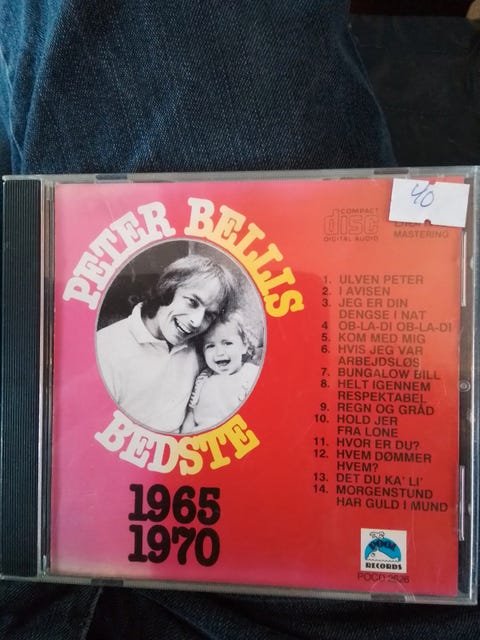 PETER BELLIS
BEDSTE
1965
1970
COMPACT
disc
DIGITAL AUDIO
40
MASTERING
1. ULVEN PETER
2. I AVISEN
3. JEG ER DIN
DENGSE I NAT
4 OB-LA-DI OB-LA-DI
5. KOM MED MIG
6. HVIS JEG VAR
ARBEJDSLØS
7. BUNGALOW BILL
8. HELT IGENNEM
RESPEKTABEL
9. REGN OG GRÅD
10. HOLD JER
FRA LONE
11. HVOR ER DU?
12. HVEM DØMMER
HVEM?
13. DET DU KA' LI'
14. MORGENSTUND
HAR GULD I MUND
RECORDS
POCD 2626